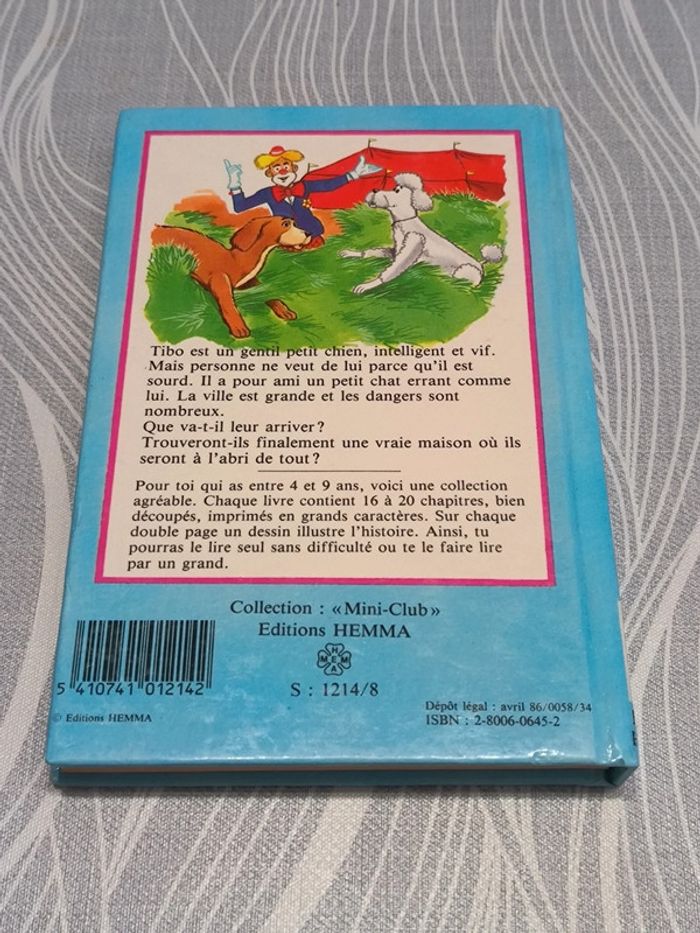 Tibo est un gentil petit chien, intelligent et vif.
Mais personne ne veut de lui parce qu'il est
sourd. Il a pour ami un petit chat errant comme
lui. La ville est grande et les dangers sont
nombreux.
Que va-t-il leur arriver ?
Trouveront-ils finalement une vraie maison où ils
seront à l'abri de tout ?
Pour toi qui as entre 4 et 9 ans, voici une collection
agréable. Chaque livre contient 16 à 20 chapitres, bien
découpés, imprimés en grands caractères. Sur chaque
double page un dessin illustre l'histoire. Ainsi, tu
pourras le lire seul sans difficulté ou te le faire lire
par un grand.
Collection : «Mini-Club»
Editions HEMMA
H
MEM
A
S : 1214/8
5 410741 012142
© Editions HEMMA
Dépôt légal : avril 86/0058/34
ISBN : 2-8006-0645-2